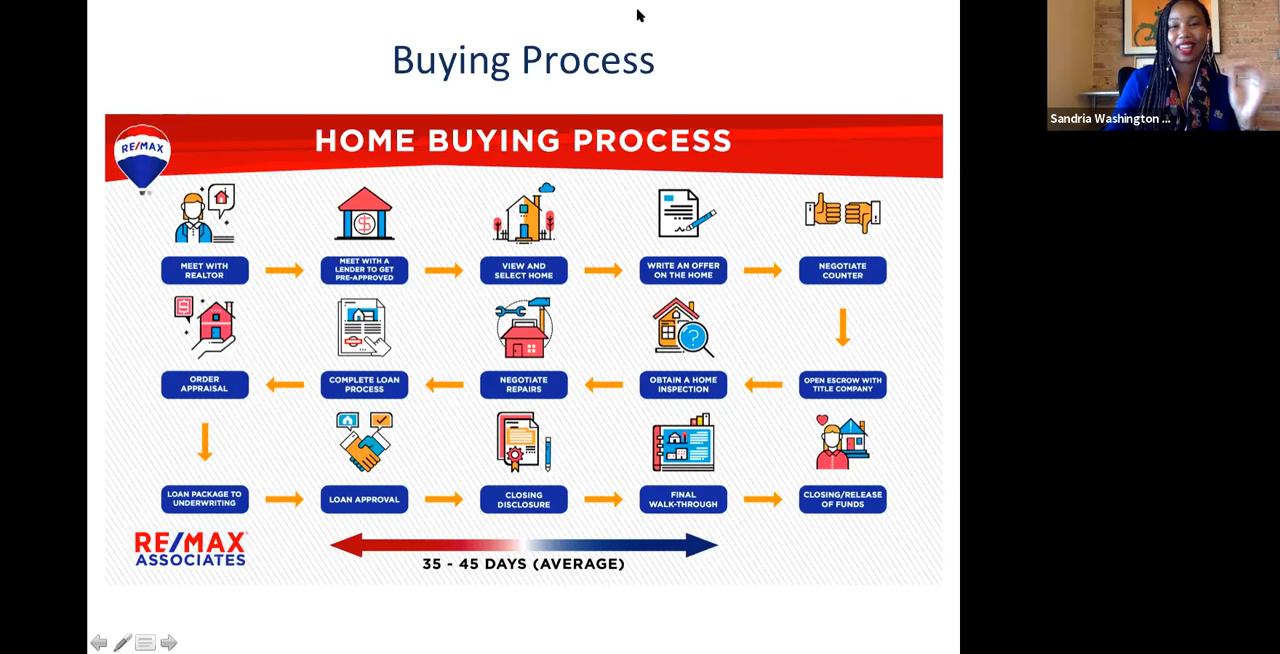 Buying Process
RE/MAX
HOME BUYING PROCESS
Sandria Washington ...
MEET WITH
REALTOR
MEET WITH A
LENDER TO GET
PRE-APPROVED
VIEW AND
SELECT HOME
WRITE AN OFFER
ON THE HOME
NEGOTIATE
COUNTER
OPEN ESCROW WITH
TITLE COMPANY
OBTAIN A HOME
INSPECTION
NEGOTIATE
REPAIRS
COMPLETE LOAN
PROCESS
ORDER
APPRAISAL
LOAN PACKAGE TO
UNDERWRITING
LOAN APPROVAL
CLOSING
DISCLOSURE
FINAL
WALK-THROUGH
CLOSING/RELEASE
OF FUNDS
RE/MAX
ASSOCIATES
35 - 45 DAYS (AVERAGE)